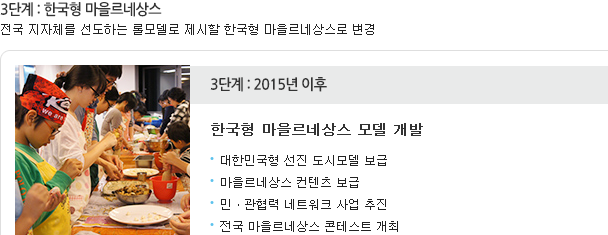 3단계 : 한국형 마을르네상스
전국 지자체를 선도하는 롤모델로 제시할 한국형 마을르네상스로 변경
3단계 : 2015년 이후
한국형 마을르네상스 모델 개발
• 대한민국형 선진 도시모델 보급
• 마을르네상스 컨텐츠 보급
• 민 · 관협력 네트워크 사업 추진
• 전국 마을르네상스 콘테스트 개최